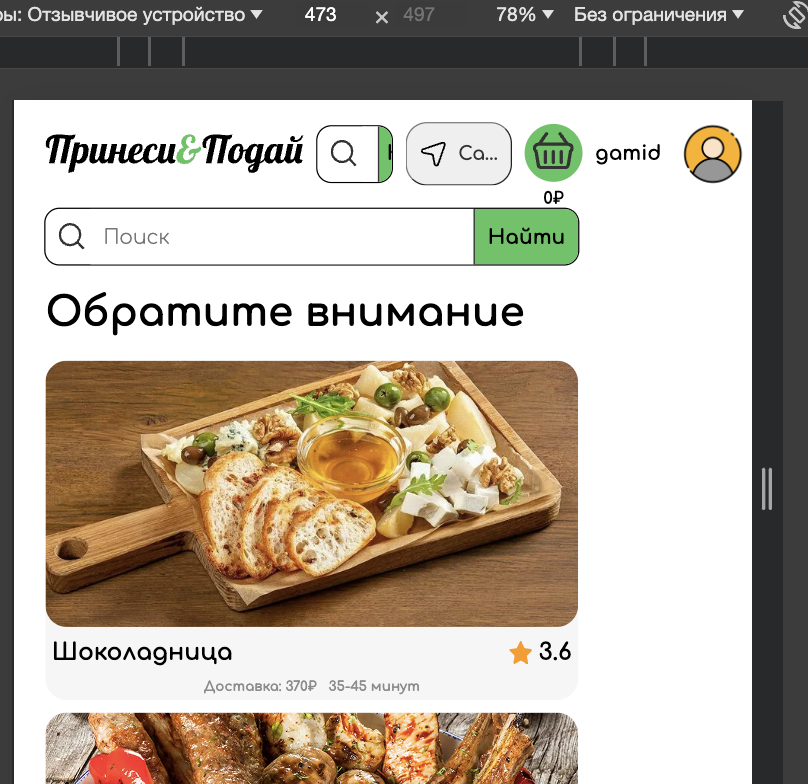 ры: Отзывчивое устройство ▼ 473 × 497 78% ▼ Без ограничения ▼
Принеси&Подай Са... gamid
0₽
Поиск Найти
Обратите внимание
Шоколадница 3.6
Доставка: 370₽ 35-45 минут